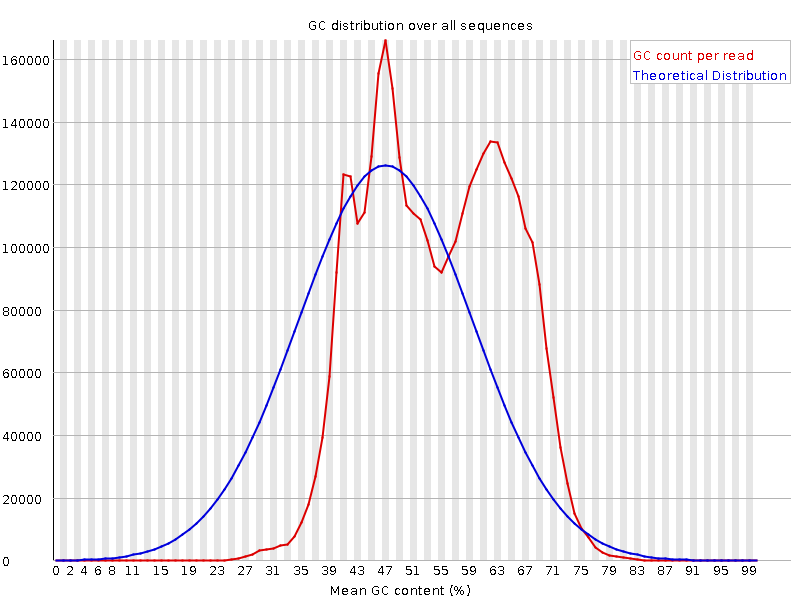 GC distribution over all sequences
GC count per read
Theoretical Distribution
160000
140000
120000
100000
80000
60000
40000
20000
0
0 2 4 6 8 11 15 19 23 27 31 35 39 43 47 51 55 59 63 67 71 75 79 83 87 91 95 99
Mean GC content (%)